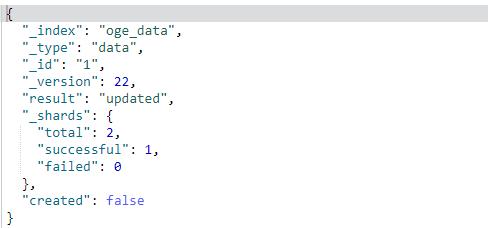 {
  "_index": "oge_data",
  "_type": "data",
  "_id": "1",
  "_version": 22,
  "result": "updated",
  "_shards": {
    "total": 2,
    "successful": 1,
    "failed": 0
  },
  "created": false
}